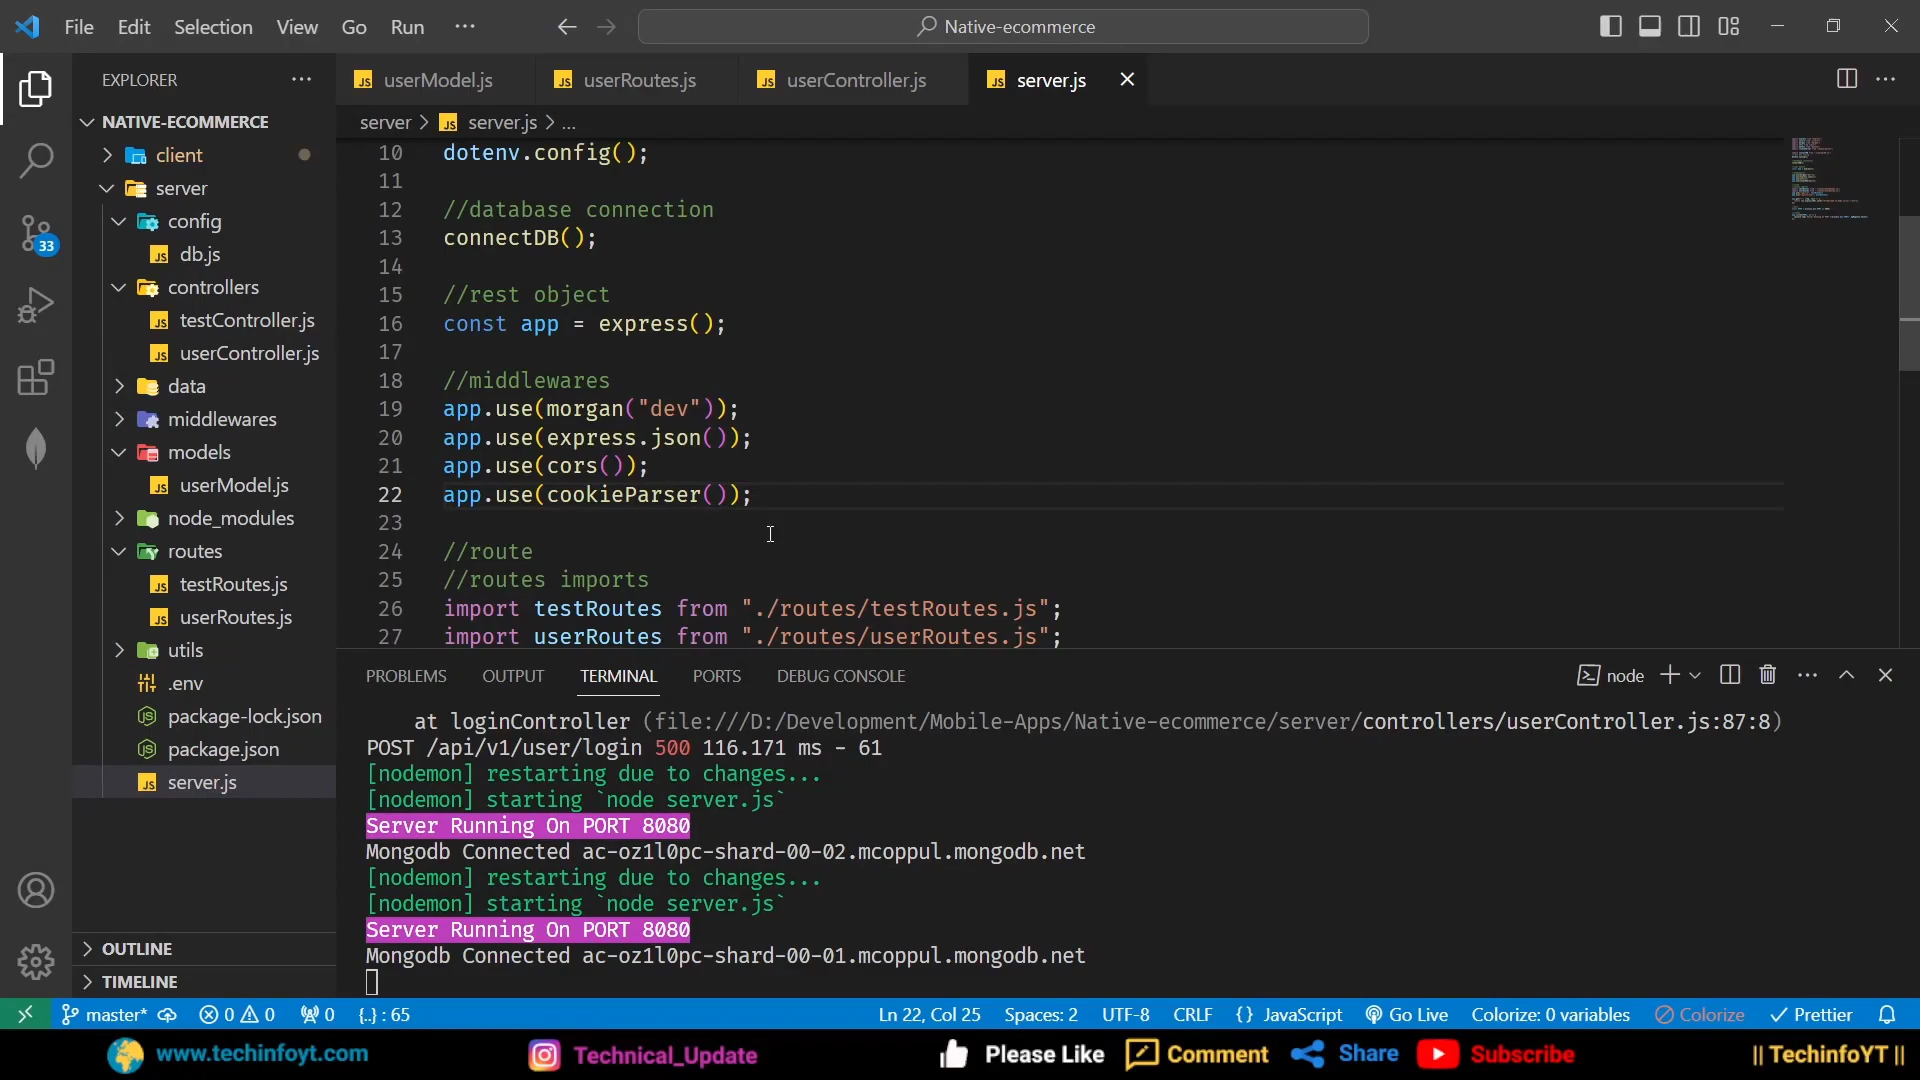 File Edit Selection View Go Run ···
Native-ecommerce
EXPLORER ···
userModel.js
userRoutes.js
userController.js
server.js
NATIVE-ECOMMERCE
server > server.js > ...
client
server
config
db.js
controllers
testController.js
userController.js
data
middlewares
models
userModel.js
node_modules
routes
testRoutes.js
userRoutes.js
utils
.env
package-lock.json
package.json
server.js
OUTLINE
TIMELINE
33
10 dotenv.config();
11
12 //database connection
13 connectDB();
14
15 //rest object
16 const app = express();
17
18 //middlewares
19 app.use(morgan("dev"));
20 app.use(express.json());
21 app.use(cors());
22 app.use(cookieParser());
23
24 //route
25 //routes imports
26 import testRoutes from "./routes/testRoutes.js";
27 import userRoutes from "./routes/userRoutes.js";
PROBLEMS OUTPUT TERMINAL PORTS DEBUG CONSOLE
node
at loginController (file:///D:/Development/Mobile-Apps/Native-ecommerce/server/controllers/userController.js:87:8)
POST /api/v1/user/login 500 116.171 ms - 61
[nodemon] restarting due to changes...
[nodemon] starting `node server.js`
Server Running On PORT 8080
Mongodb Connected ac-oz1l0pc-shard-00-02.mcoppul.mongodb.net
[nodemon] restarting due to changes...
[nodemon] starting `node server.js`
Server Running On PORT 8080
Mongodb Connected ac-oz1l0pc-shard-00-01.mcoppul.mongodb.net
master* 0 0 0 {..} : 65 Ln 22, Col 25 Spaces: 2 UTF-8 CRLF {} JavaScript Go Live Colorize: 0 variables Colorize Prettier
www.techinfoyt.com Technical_Update Please Like Comment Share Subscribe || TechinfoYT ||